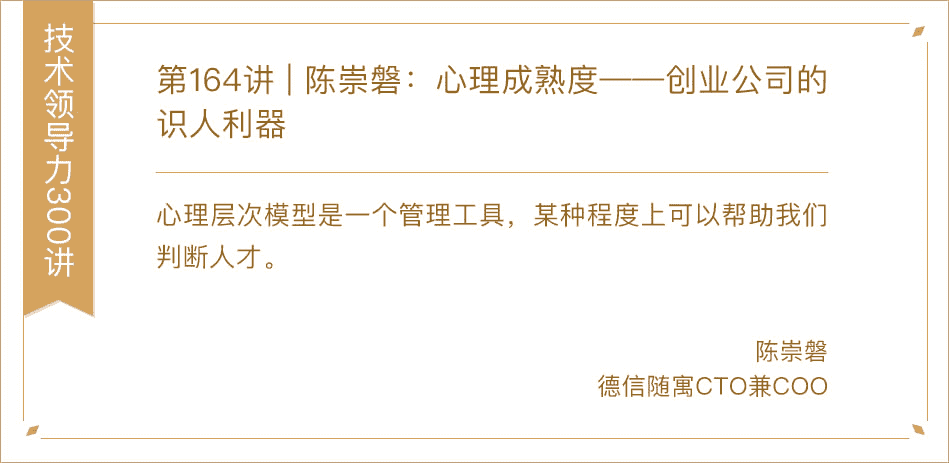 技术领导力300讲
第164讲 | 陈崇磐：心理成熟度——创业公司的
识人利器
心理层次模型是一个管理工具，某种程度上可以帮助我们
判断人才。
陈崇磐
德信随寓CTO兼COO